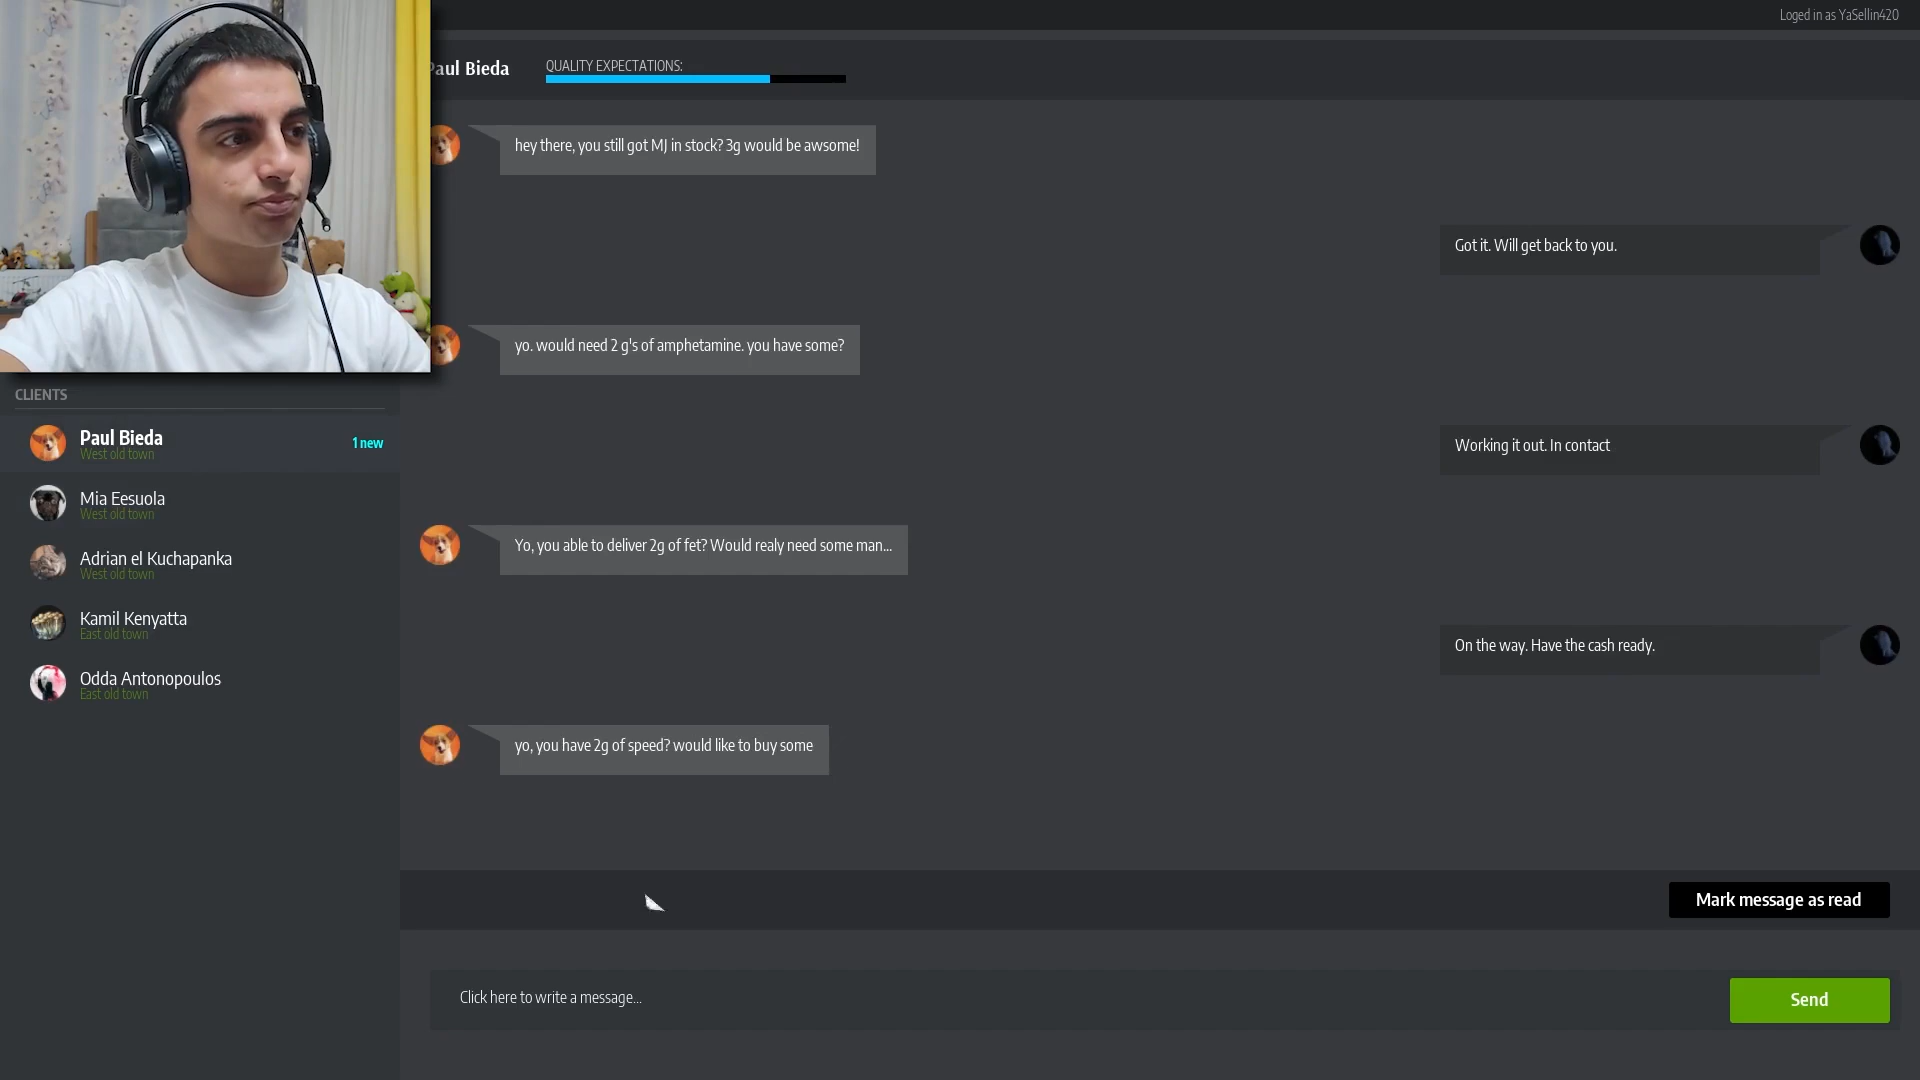 Loged in as YaSellin420
Paul Bieda
QUALITY EXPECTATIONS:
hey there, you still got MJ in stock? 3g would be awsome!
Got it. Will get back to you.
yo. would need 2 g's of amphetamine. you have some?
CLIENTS
Paul Bieda
1 new
West old town
Working it out. In contact
Mia Eesuola
West old town
Yo, you able to deliver 2g of fet? Would realy need some man...
Adrian el Kuchapanka
West old town
Kamil Kenyatta
East old town
On the way. Have the cash ready.
Odda Antonopoulos
East old town
yo, you have 2g of speed? would like to buy some
Mark message as read
Click here to write a message...
Send